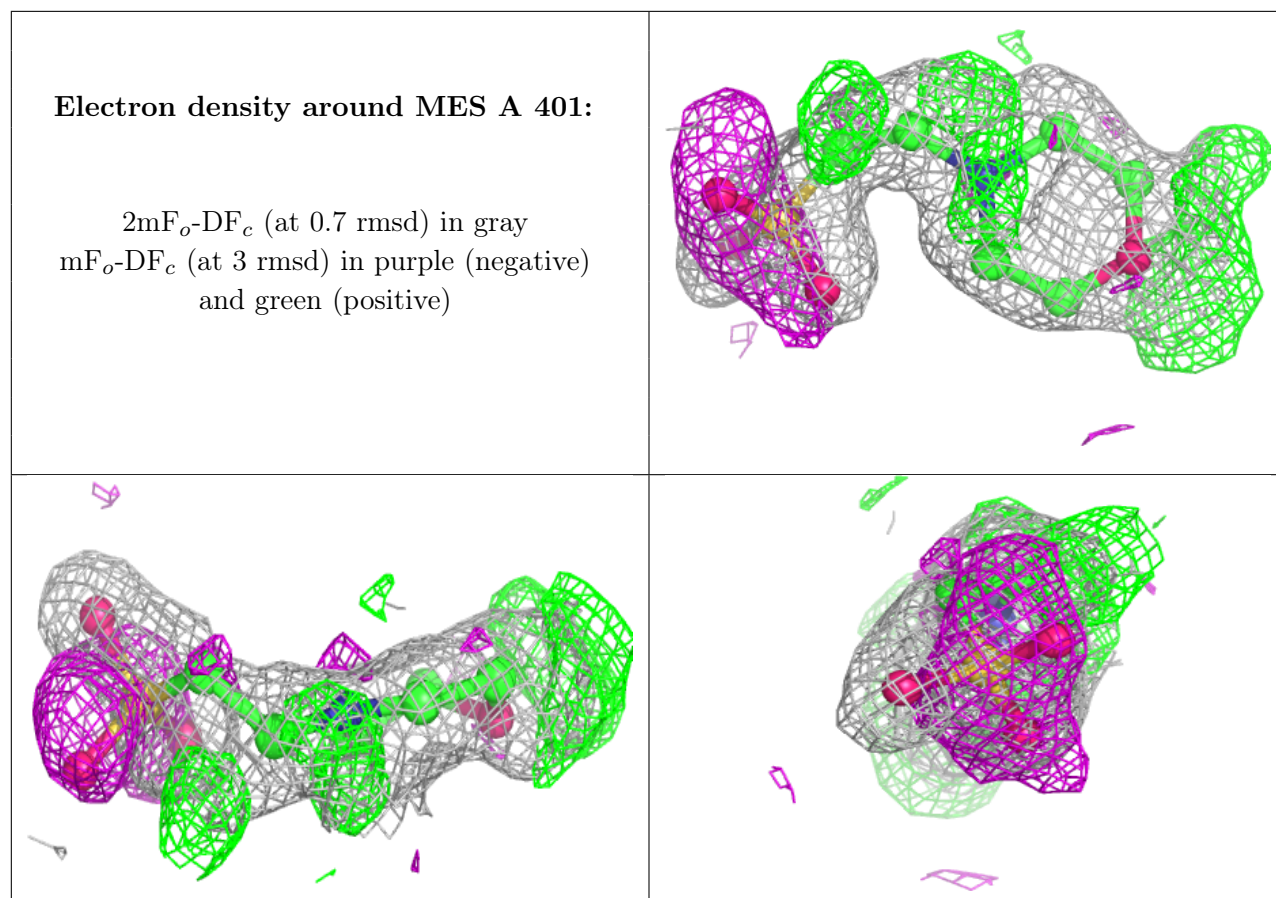 Electron density around MES A 401:
2mFₒ-DF𝒸 (at 0.7 rmsd) in gray
mFₒ-DF𝒸 (at 3 rmsd) in purple (negative)
and green (positive)